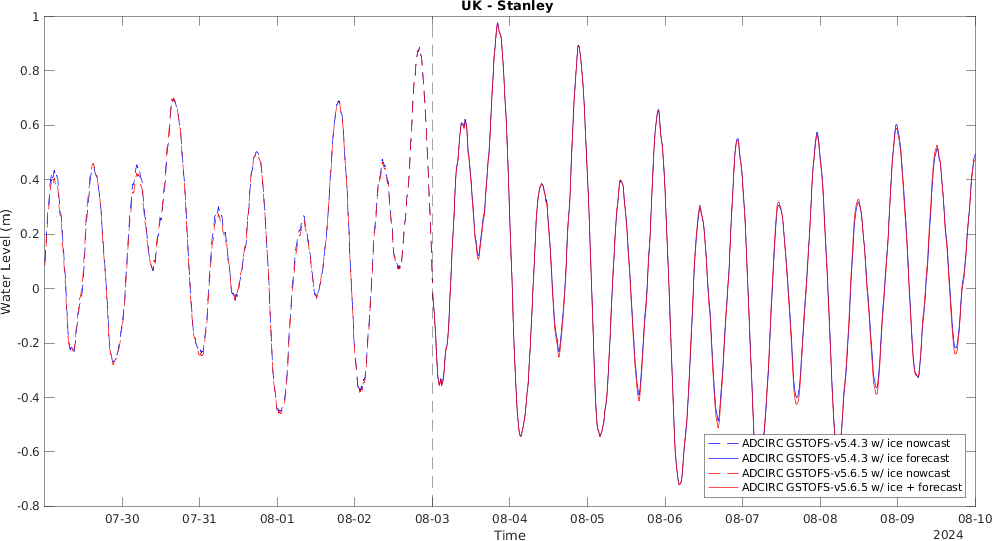 UK - Stanley
1
0.8
0.6
0.4
0.2
0
-0.2
-0.4
-0.6
-0.8
Water Level (m)
ADCIRC GSTOFS-v5.4.3 w/ ice nowcast
ADCIRC GSTOFS-v5.4.3 w/ ice forecast
ADCIRC GSTOFS-v5.6.5 w/ ice nowcast
ADCIRC GSTOFS-v5.6.5 w/ ice + forecast
07-30 07-31 08-01 08-02 08-03 08-04 08-05 08-06 08-07 08-08 08-09 08-10
Time
2024